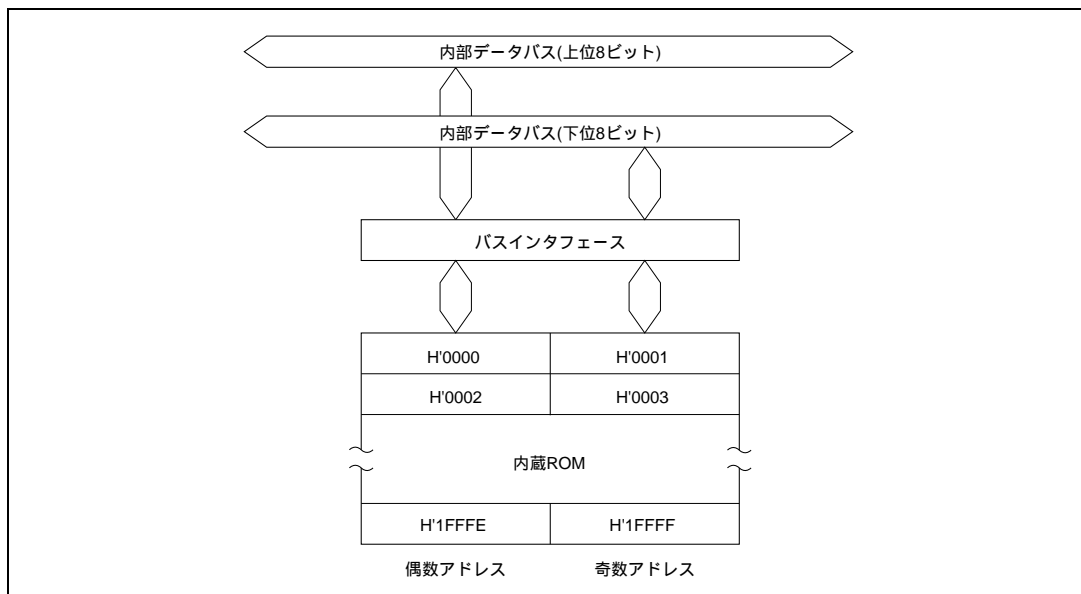 内部データバス(上位8ビット)
内部データバス(下位8ビット)
バスインタフェース
H'0000 H'0001
H'0002 H'0003
内蔵ROM
H'1FFFE H'1FFFF
偶数アドレス 奇数アドレス